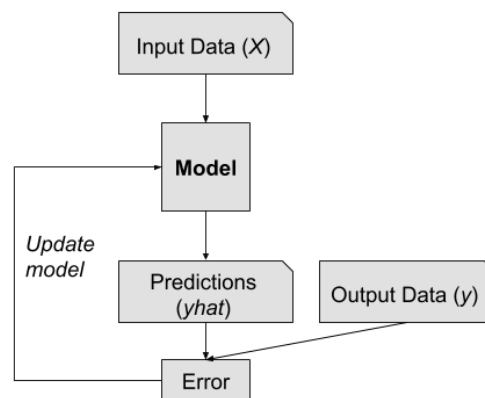 Input Data (X)
Model
Update
model
Predictions
(yhat)
Output Data (y)
Error